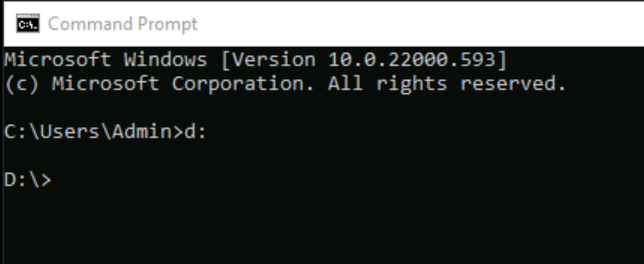 Command Prompt
Microsoft Windows [Version 10.0.22000.593]
(c) Microsoft Corporation. All rights reserved.
C:\Users\Admin>d:
D:\>